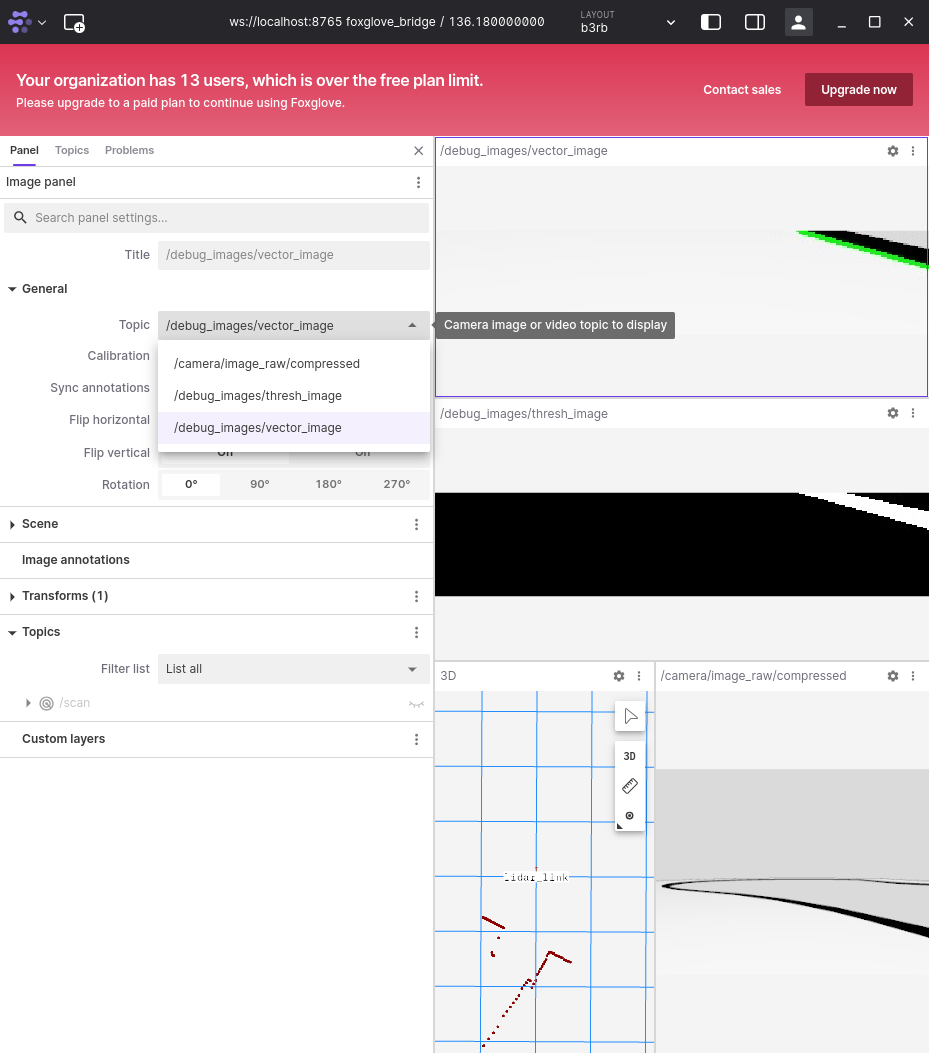 ws://localhost:8765 foxglove_bridge / 136.180000000
LAYOUT
b3rb
Your organization has 13 users, which is over the free plan limit.
Please upgrade to a paid plan to continue using Foxglove.
Contact sales
Upgrade now
Panel Topics Problems
Image panel
Search panel settings...
Title /debug_images/vector_image
General
Topic /debug_images/vector_image
Camera image or video topic to display
Calibration
/camera/image_raw/compressed
Sync annotations
/debug_images/thresh_image
Flip horizontal
/debug_images/vector_image
Flip vertical
Rotation 0° 90° 180° 270°
Scene
Image annotations
Transforms (1)
Topics
Filter list List all
/scan
Custom layers
/debug_images/vector_image
/debug_images/thresh_image
3D
3D
lidar_link
/camera/image_raw/compressed